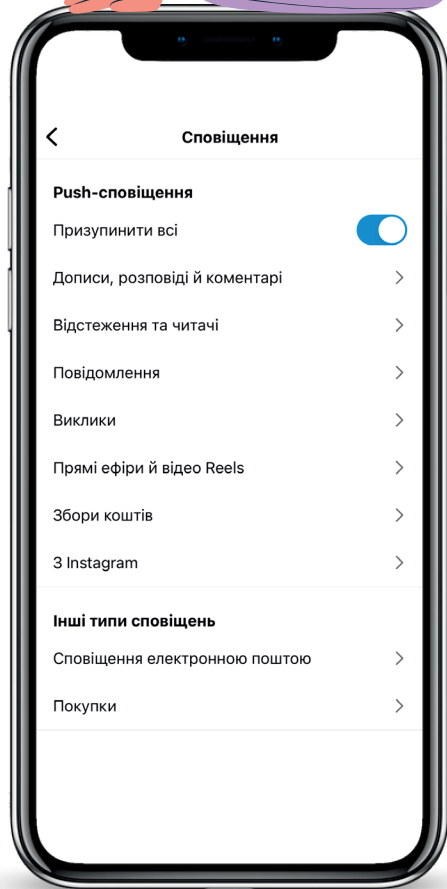 Сповіщення
Push-сповіщення
Призупинити всі
Дописи, розповіді й коментарі
Відстеження та читачі
Повідомлення
Виклики
Прямі ефіри й відео Reels
Збори коштів
З Instagram
Інші типи сповіщень
Сповіщення електронною поштою
Покупки